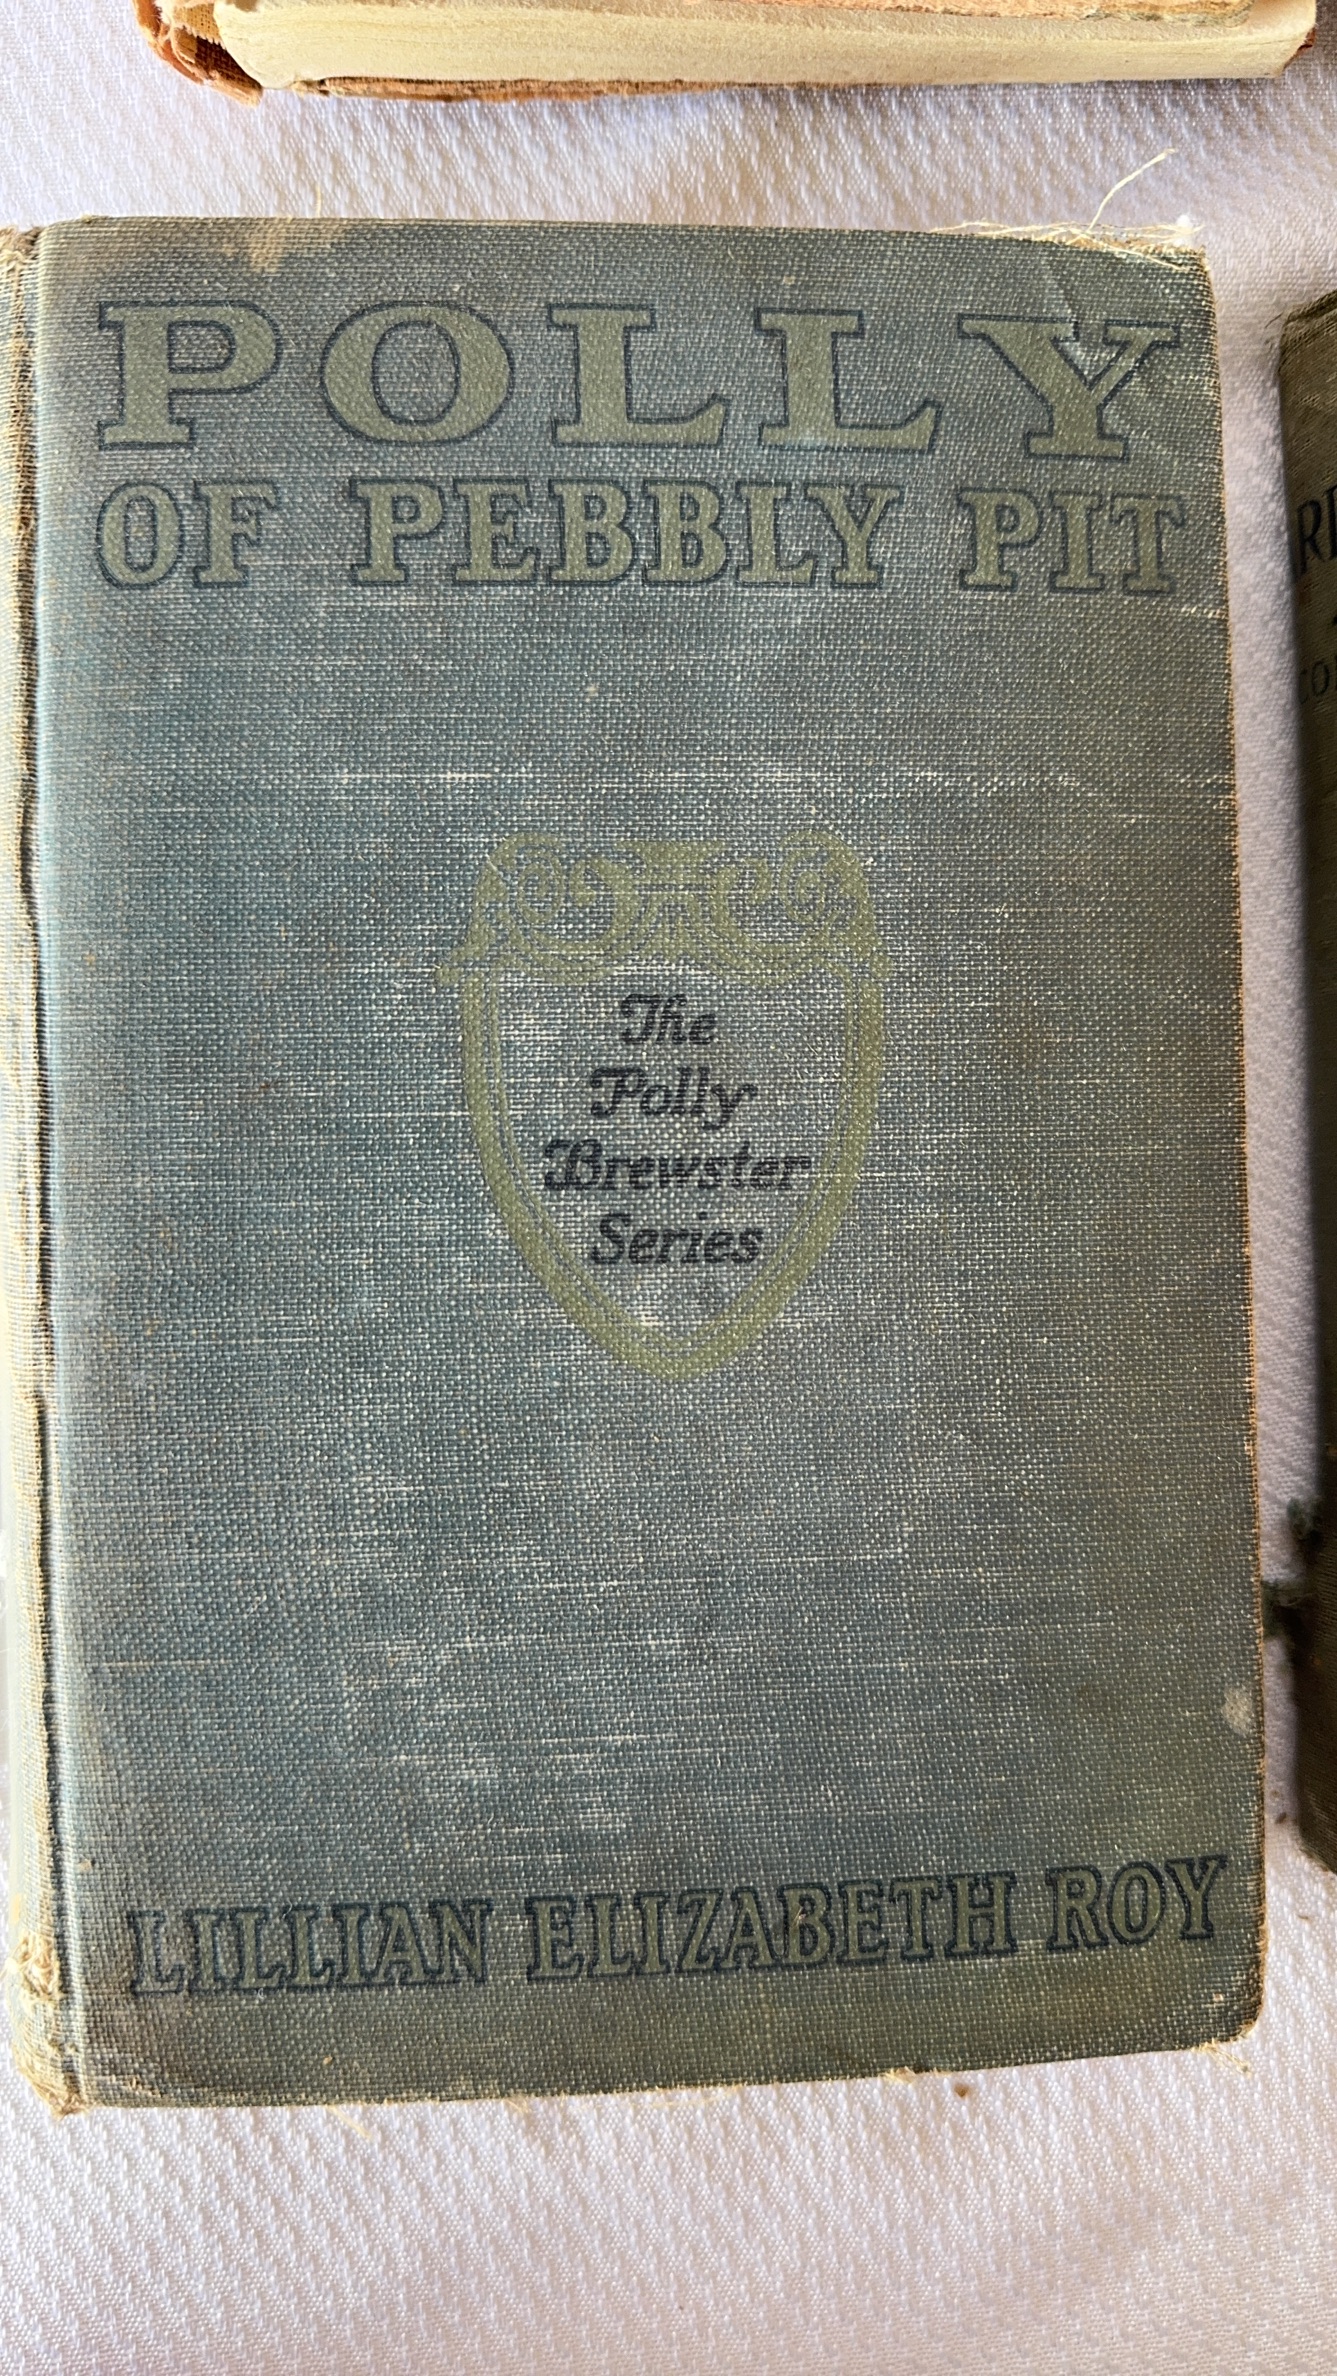 POLLY
OF PEBBLY PIT
The
Polly
Brewster
Series
LILLIAN ELIZABETH ROY